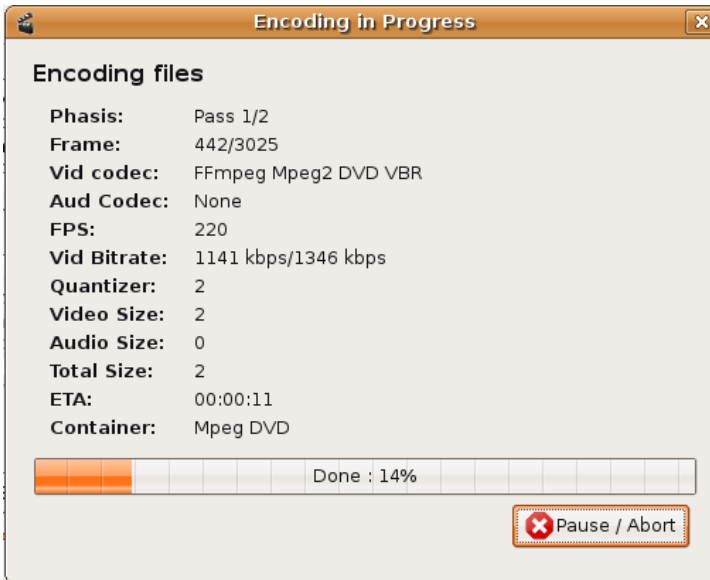 Encoding in Progress
Encoding files
Phasis: Pass 1/2
Frame: 442/3025
Vid codec: FFmpeg Mpeg2 DVD VBR
Aud Codec: None
FPS: 220
Vid Bitrate: 1141 kbps/1346 kbps
Quantizer: 2
Video Size: 2
Audio Size: 0
Total Size: 2
ETA: 00:00:11
Container: Mpeg DVD
Done : 14%
Pause / Abort